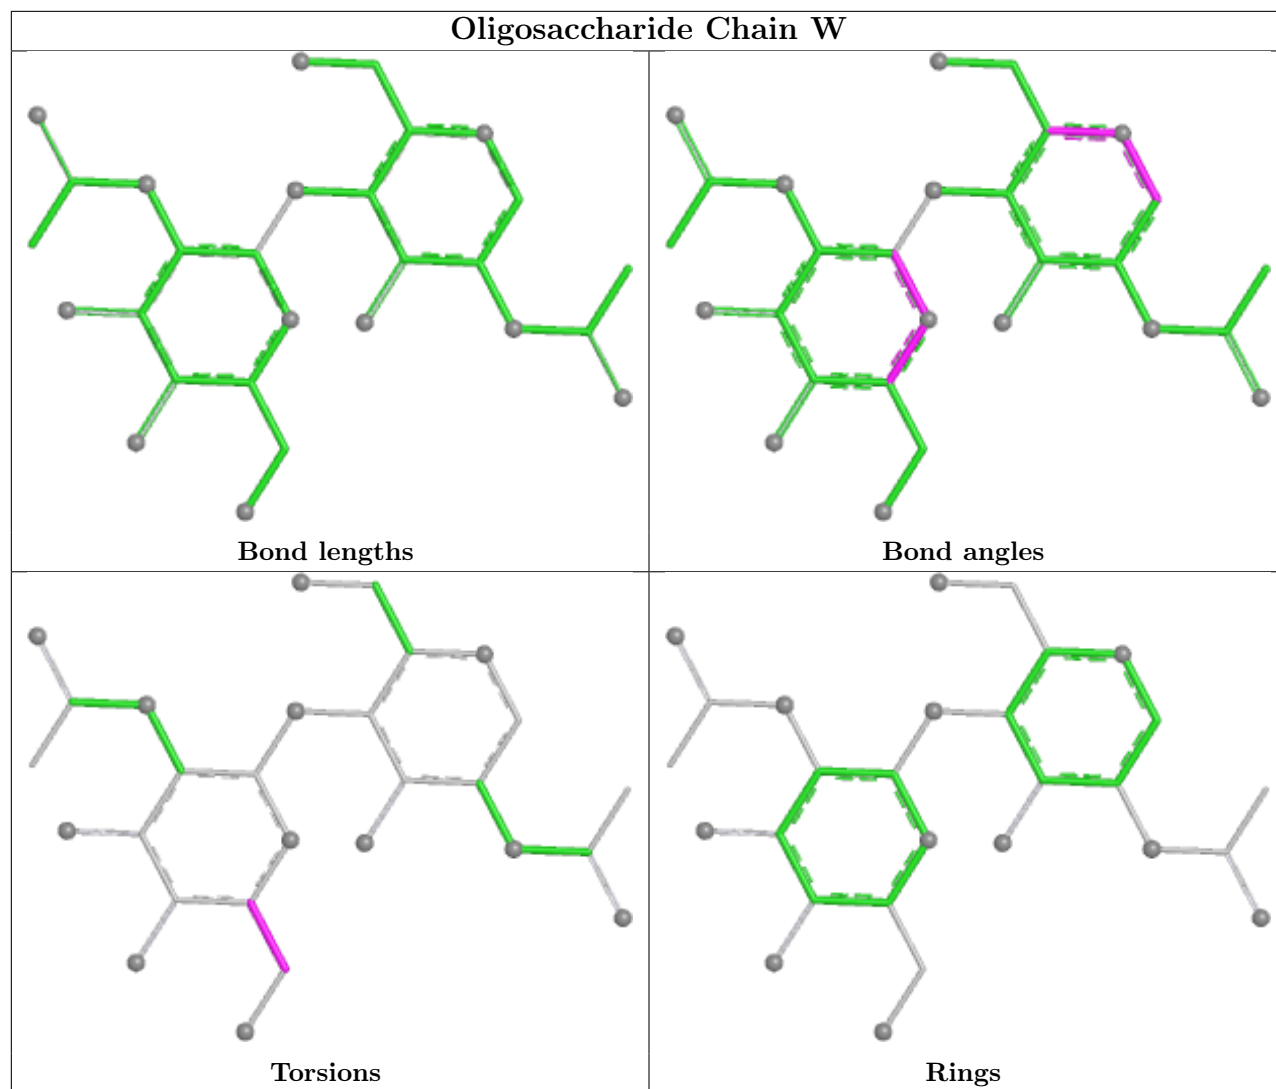 Oligosaccharide Chain W
Bond lengths
Bond angles
Torsions
Rings